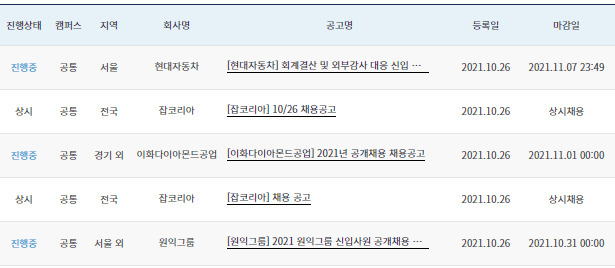 진행상태 캠퍼스 지역 회사명 공고명 등록일 마감일
진행중 공통 서울 현대자동차 [현대자동차] 회계결산 및 외부감사 대응 신입 ··· 2021.10.26 2021.11.07 23:49
상시 공통 전국 잡코리아 [잡코리아] 10/26 채용공고 2021.10.26 상시채용
진행중 공통 경기 외 이화다이아몬드공업 [이화다이아몬드공업] 2021년 공개채용 채용공고 2021.10.26 2021.11.01 00:00
상시 공통 전국 잡코리아 [잡코리아] 채용 공고 2021.10.26 상시채용
진행중 공통 서울 외 원익그룹 [원익그룹] 2021 원익그룹 신입사원 공개채용 ··· 2021.10.26 2021.10.31 00:00